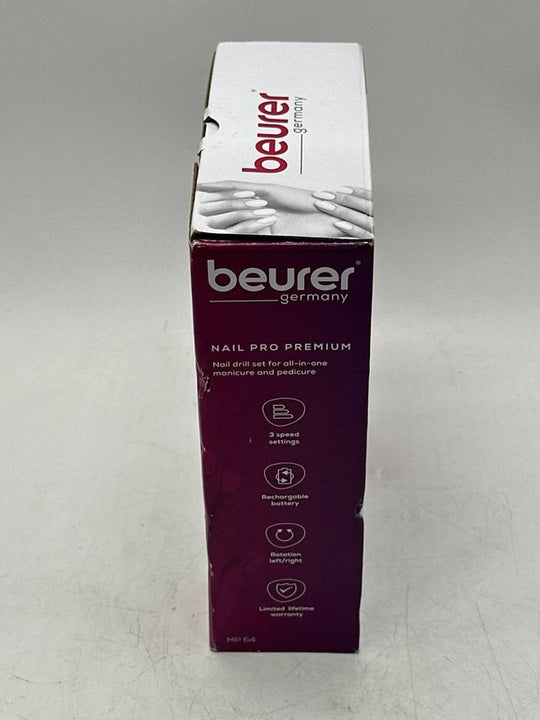 beurer
germany
beurer
germany
NAIL PRO PREMIUM
Nail drill set for all-in-one
manicure and pedicure
3 speed
settings
Rechargable
battery
Rotation
left/right
Limited lifetime
warranty
MP 64